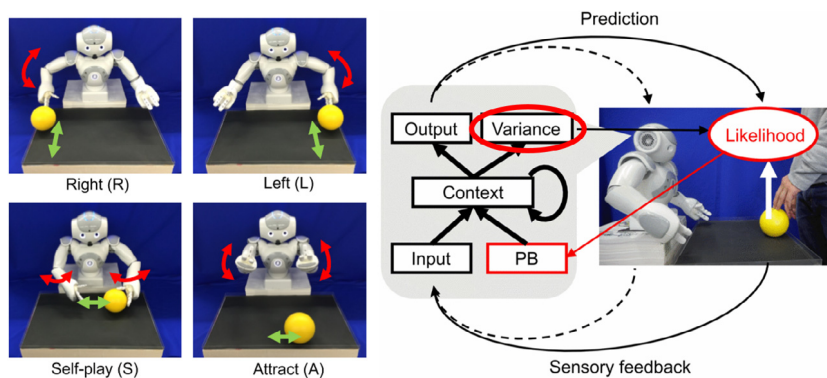 Right (R)
Left (L)
Self-play (S)
Attract (A)
Prediction
Output
Variance
Likelihood
Context
Input
PB
Sensory feedback